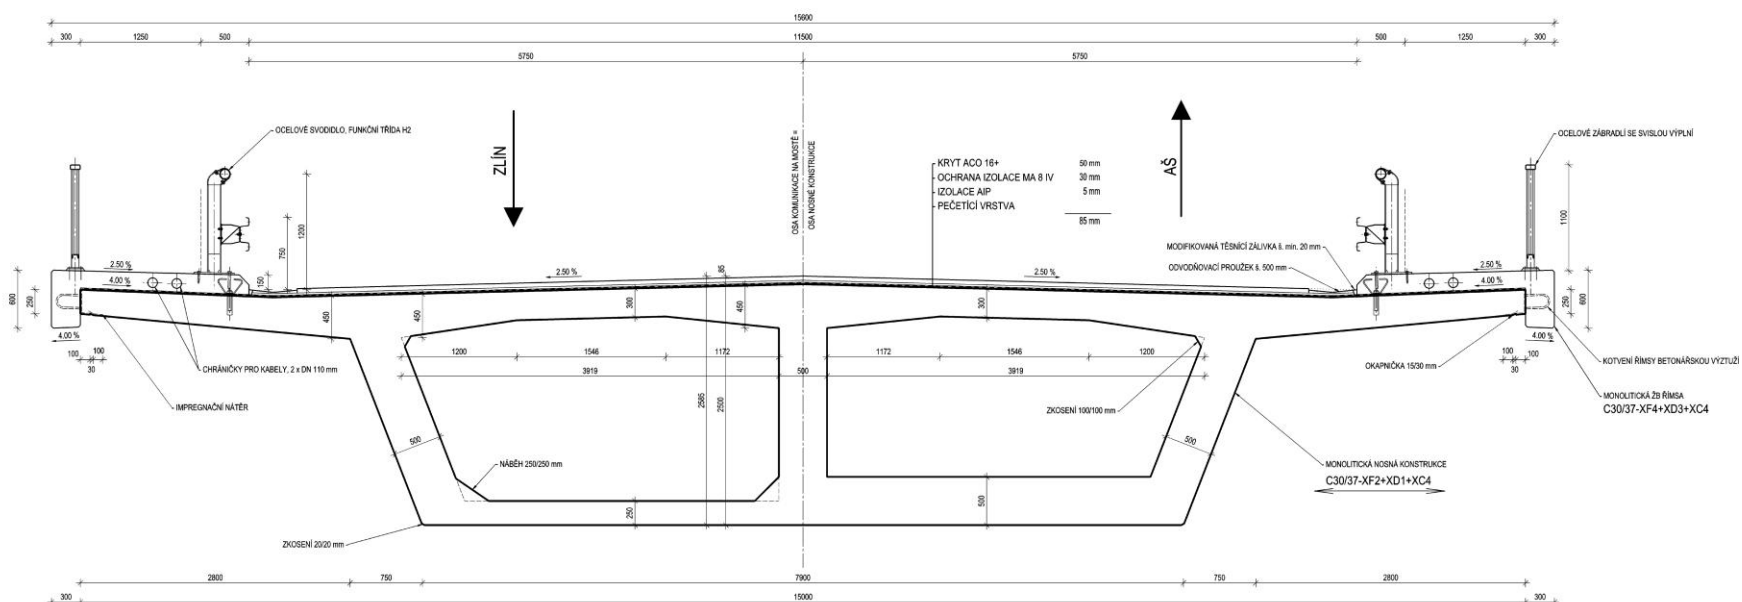 15600
300
1250
500
11500
500
1250
300
5750
5750
OCELOVÉ SVODIDLO, FUNKČNÍ TŘÍDA H2
ZLÍN
OSA KOMUNIKACE NA MOSTĚ =
OSA NOSNÉ KONSTRUKCE
KRYT ACO 16+ 50 mm
OCHRANA IZOLACE MA 8 IV 30 mm
IZOLACE AIP 5 mm
PEČETÍCÍ VRSTVA
85 mm
AŠ
OCELOVÉ ZÁBRADLÍ SE SVISLOU VÝPLNÍ
1200
750
150
1100
MODIFIKOVANÁ TĚSNÍCÍ ZÁLIVKA š. min. 20 mm
ODVODŇOVACÍ PROUŽEK š. 500 mm
2.50 %
4.00 %
2.50 %
85
2.50 %
2.50 %
4.00 %
600
250
450
450
300
450
300
250
600
4.00 %
100
100
30
4.00 %
100
100
30
1200
1546
1172
1172
1546
1200
3919
500
3919
CHRÁNIČKY PRO KABELY, 2 x DN 110 mm
IMPREGNAČNÍ NÁTĚR
OKAPNIČKA 15/30 mm
KOTVENÍ ŘÍMSY BETONÁŘSKOU VÝZTUŽÍ
MONOLITICKÁ ŽB ŘÍMSA
C30/37-XF4+XD3+XC4
2585
2500
ZKOSENÍ 100/100 mm
500
500
NÁBĚH 250/250 mm
MONOLITICKÁ NOSNÁ KONSTRUKCE
C30/37-XF2+XD1+XC4
250
500
ZKOSENÍ 20/20 mm
2800
750
7900
750
2800
300
15000
300